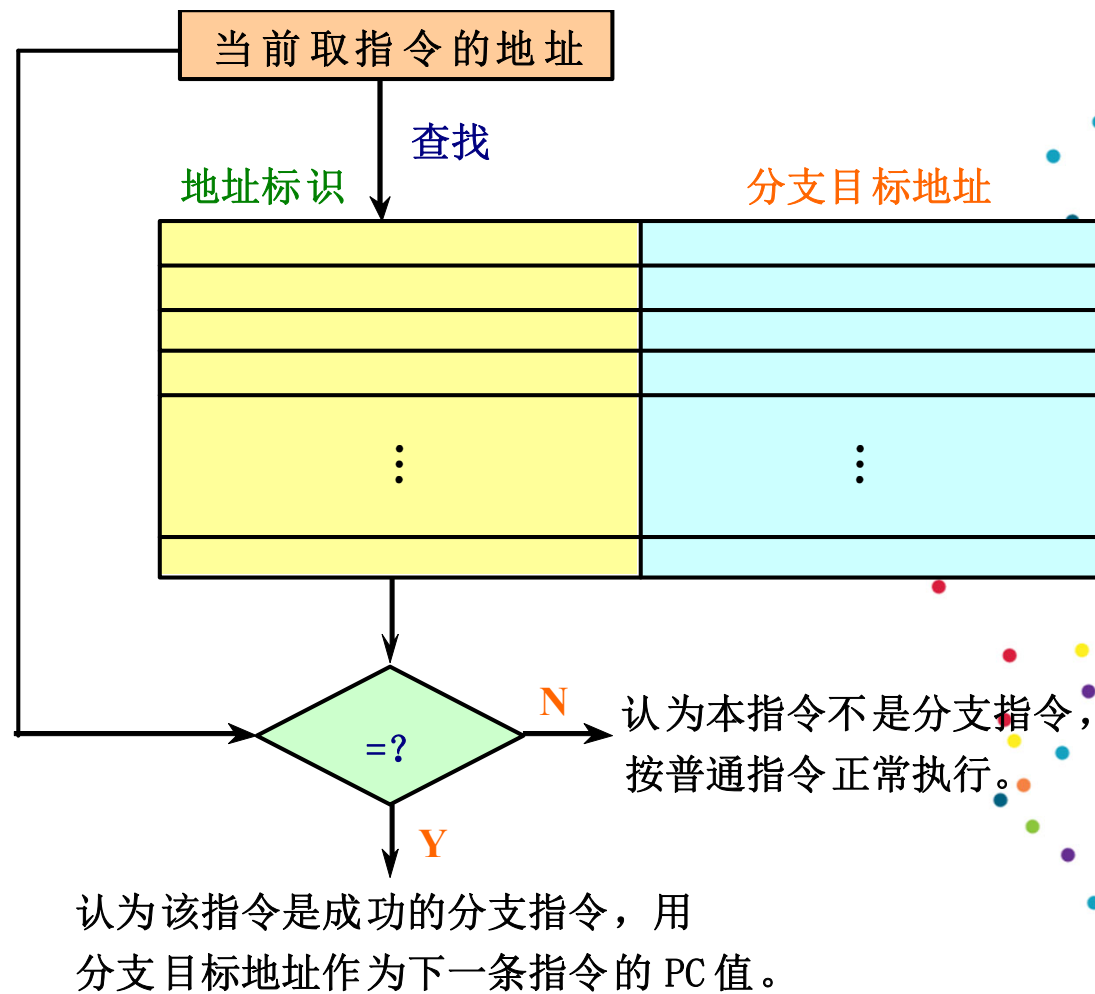 当前取指令的地址
查找
地址标识
分支目标地址
=?
N
认为本指令不是分支指令，
按普通指令正常执行。
Y
认为该指令是成功的分支指令，用
分支目标地址作为下一条指令的 PC 值。